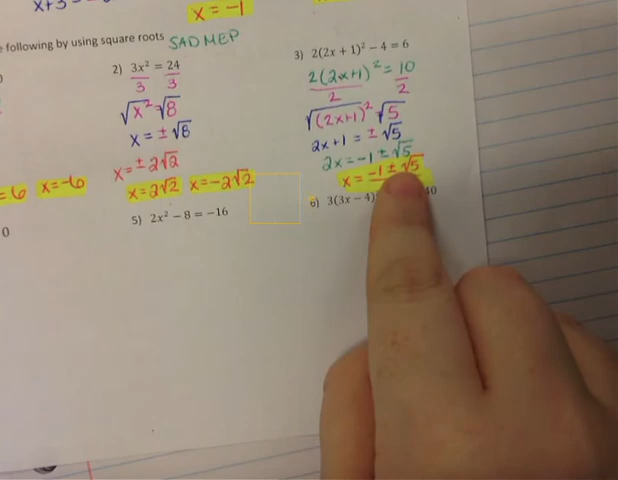 x+3
x = -1
e following by using square roots SADMEP
2) 3x² = 24
3 3
√x² √8
x = ± √8
x = ± 2√2
x = 2√2 x = -2√2
= 6 x = -6
0
5) 2x² − 8 = −16
3) 2(2x + 1)² − 4 = 6
2(2x+1)² = 10
2 2
√(2x+1)² √5
2x+1 = ± √5
2x = -1 ± √5
x = -1 ± √5
6) 3(3x − 4) 40